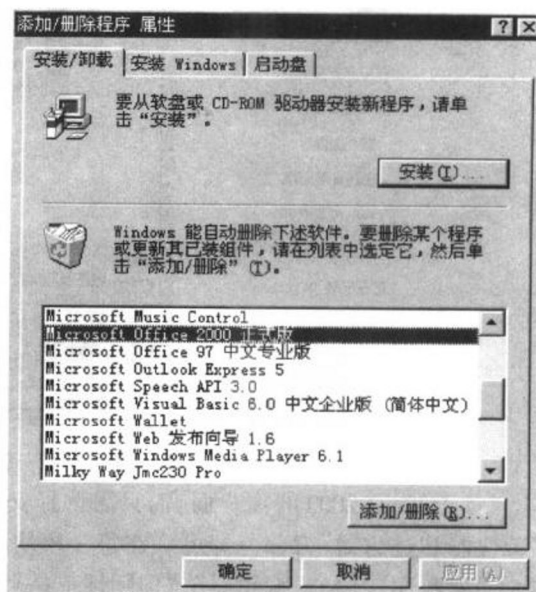 添加/删除程序 属性
安装/卸载 安装 Windows 启动盘
要从软盘或 CD-ROM 驱动器安装新程序，请单
击“安装”。
安装(I)...
Windows 能自动删除下述软件。要删除某个程序
或更新其已装组件，请在列表中选定它，然后单
击“添加/删除”(T)。
Microsoft Music Control
Microsoft Office 2000 正式版
Microsoft Office 97 中文专业版
Microsoft Outlook Express 5
Microsoft Speech API 3.0
Microsoft Visual Basic 6.0 中文企业版 (简体中文)
Microsoft Wallet
Microsoft Web 发布向导 1.6
Microsoft Windows Media Player 6.1
Milky Way Jmc230 Pro
添加/删除(R)...
确定 取消 应用(A)